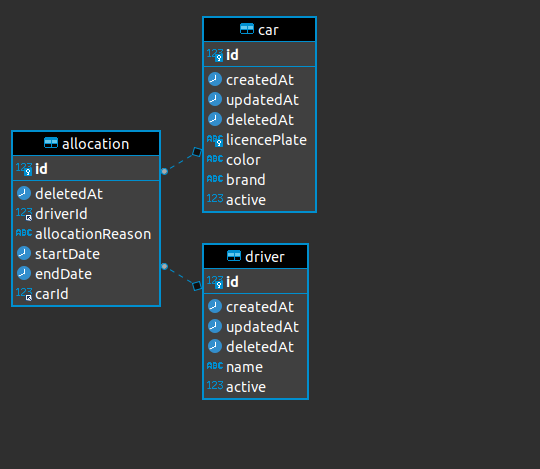 car
123 id
createdAt
updatedAt
deletedAt
ABC licencePlate
ABC color
ABC brand
123 active
allocation
123 id
deletedAt
123 driverId
ABC allocationReason
startDate
endDate
123 carId
driver
123 id
createdAt
updatedAt
deletedAt
ABC name
123 active